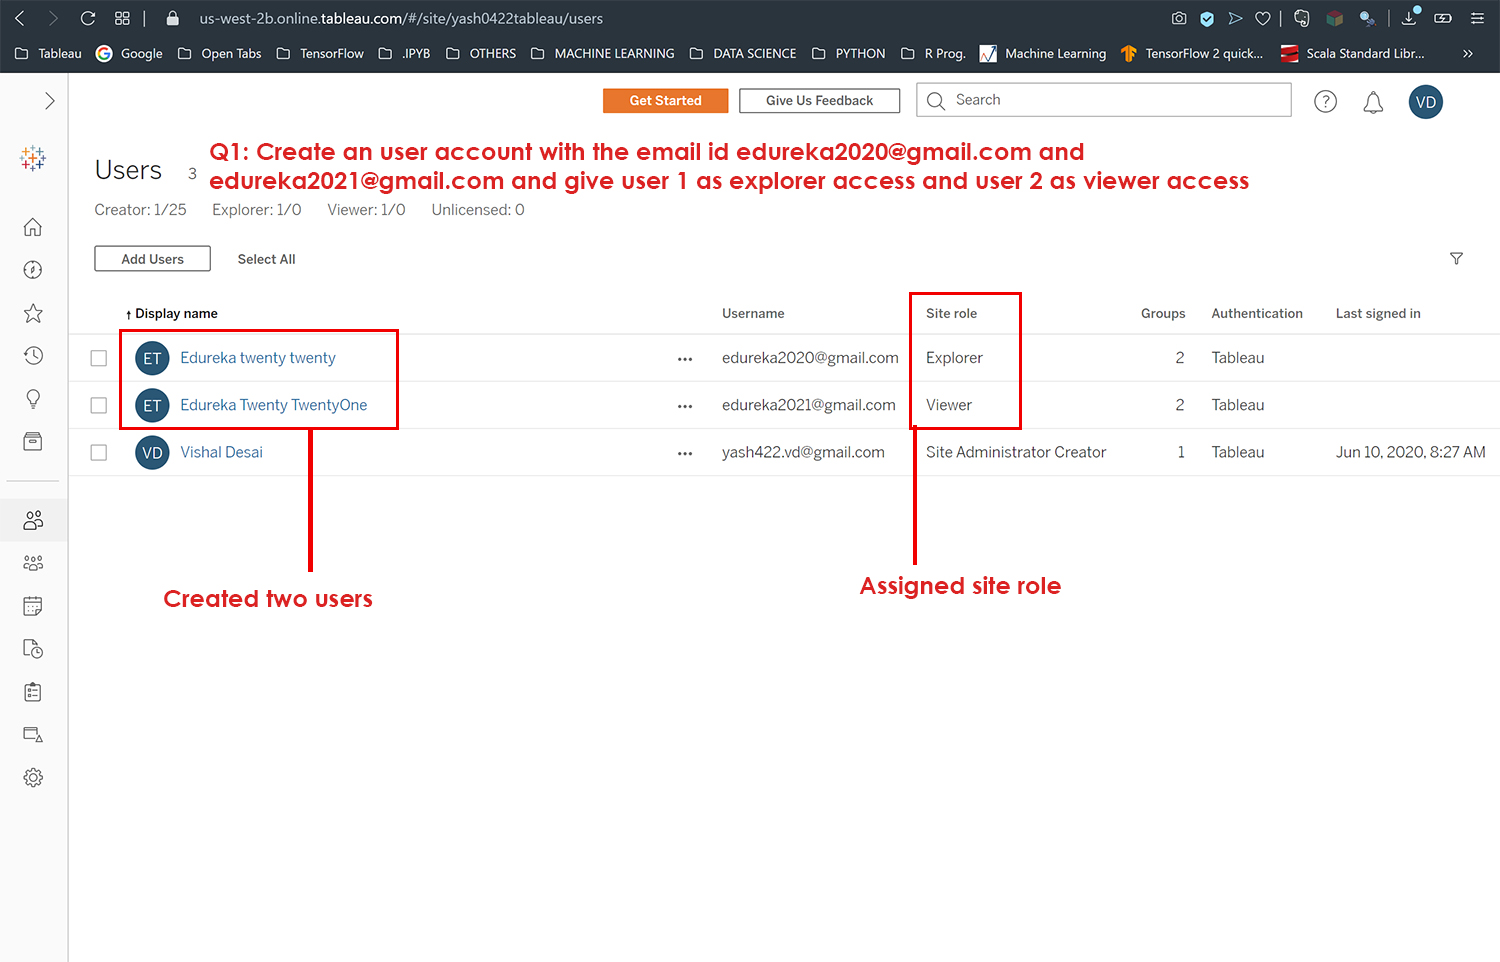 us-west-2b.online.tableau.com/#/site/yash0422tableau/users
Tableau Google Open Tabs TensorFlow .IPYB OTHERS MACHINE LEARNING DATA SCIENCE PYTHON R Prog. Machine Learning TensorFlow 2 quick... Scala Standard Libr... »
Get Started Give Us Feedback Search ? VD
Q1: Create an user account with the email id edureka2020@gmail.com and
Users 3 edureka2021@gmail.com and give user 1 as explorer access and user 2 as viewer access
Creator: 1/25 Explorer: 1/0 Viewer: 1/0 Unlicensed: 0
Add Users Select All
↑ Display name Username Site role Groups Authentication Last signed in
ET Edureka twenty twenty ••• edureka2020@gmail.com Explorer 2 Tableau
ET Edureka Twenty TwentyOne ••• edureka2021@gmail.com Viewer 2 Tableau
VD Vishal Desai ••• yash422.vd@gmail.com Site Administrator Creator 1 Tableau Jun 10, 2020, 8:27 AM
Created two users
Assigned site role